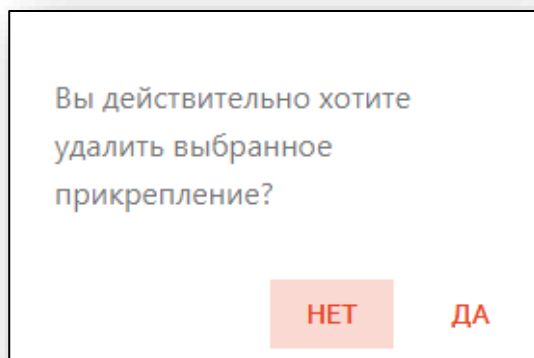 Вы действительно хотите
удалить выбранное
прикрепление?
НЕТ ДА